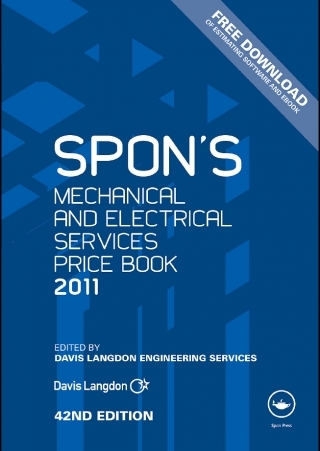 FREE DOWNLOAD
OF ESTIMATING SOFTWARE AND EBOOK
SPON'S
MECHANICAL
AND ELECTRICAL
SERVICES
PRICE BOOK
2011
EDITED BY
DAVIS LANGDON ENGINEERING SERVICES
Davis Langdon
42ND EDITION
Spon Press